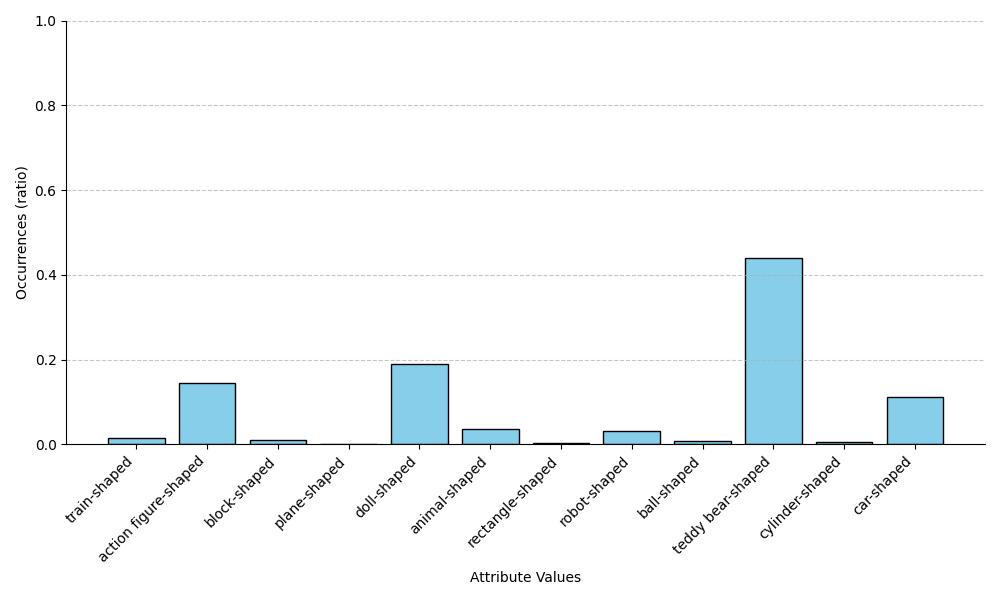 1.0
0.8
0.6
0.4
0.2
0.0
Occurrences (ratio)
train-shaped
action figure-shaped
block-shaped
plane-shaped
doll-shaped
animal-shaped
rectangle-shaped
robot-shaped
ball-shaped
teddy bear-shaped
cylinder-shaped
car-shaped
Attribute Values